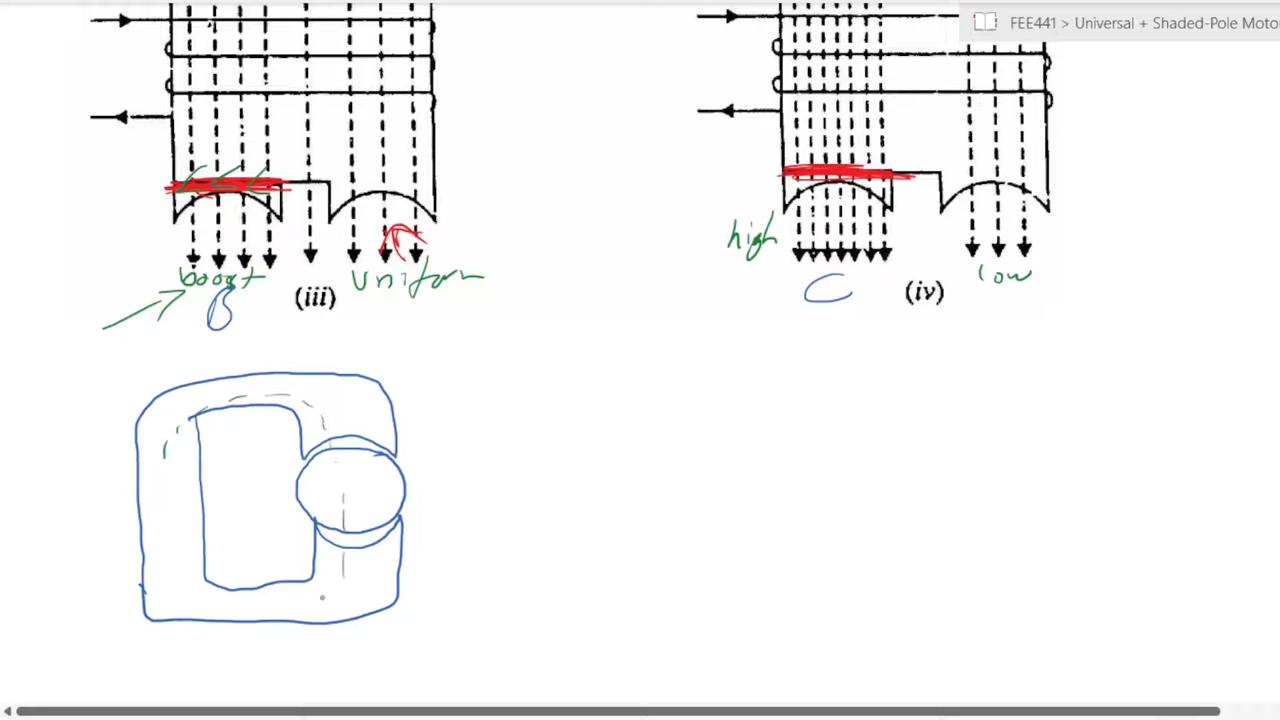 FEE441 > Universal + Shaded-Pole Moto
boost
uniform
B
(iii)
high
low
C
(iv)